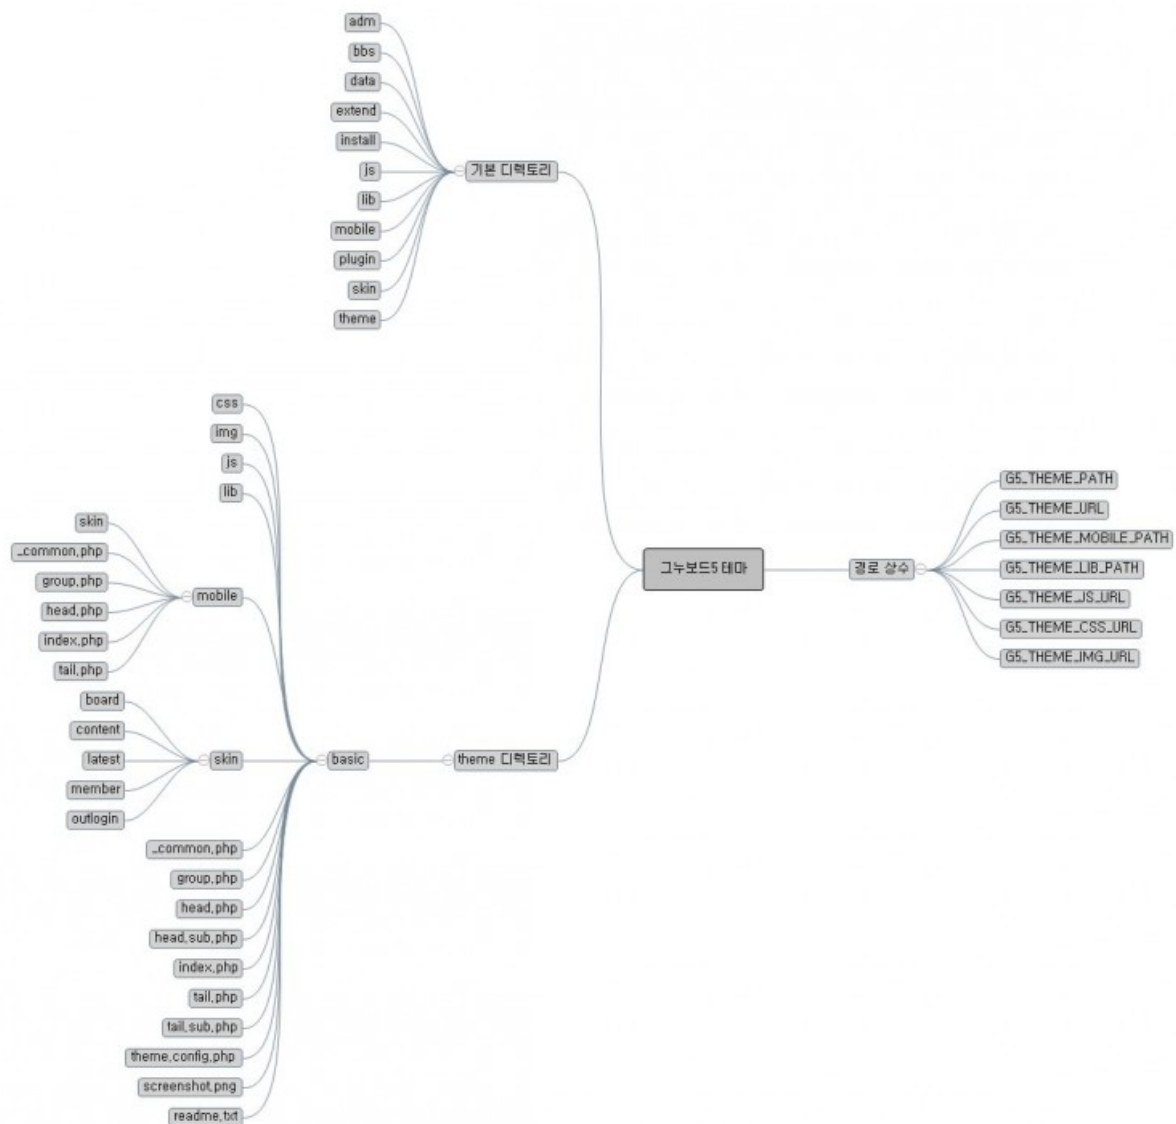 adm
bbs
data
extend
install
js
lib
mobile
plugin
skin
theme
기본 디렉토리
css
img
js
lib
skin
_common.php
group.php
head.php
index.php
tail.php
mobile
board
content
latest
member
outlogin
skin
_common.php
group.php
head.php
head.sub.php
index.php
tail.php
tail.sub.php
theme.config.php
screenshot.png
readme.txt
basic
theme 디렉토리
그누보드5 테마
경로 상수
G5_THEME_PATH
G5_THEME_URL
G5_THEME_MOBILE_PATH
G5_THEME_LIB_PATH
G5_THEME_JS_URL
G5_THEME_CSS_URL
G5_THEME_IMG_URL